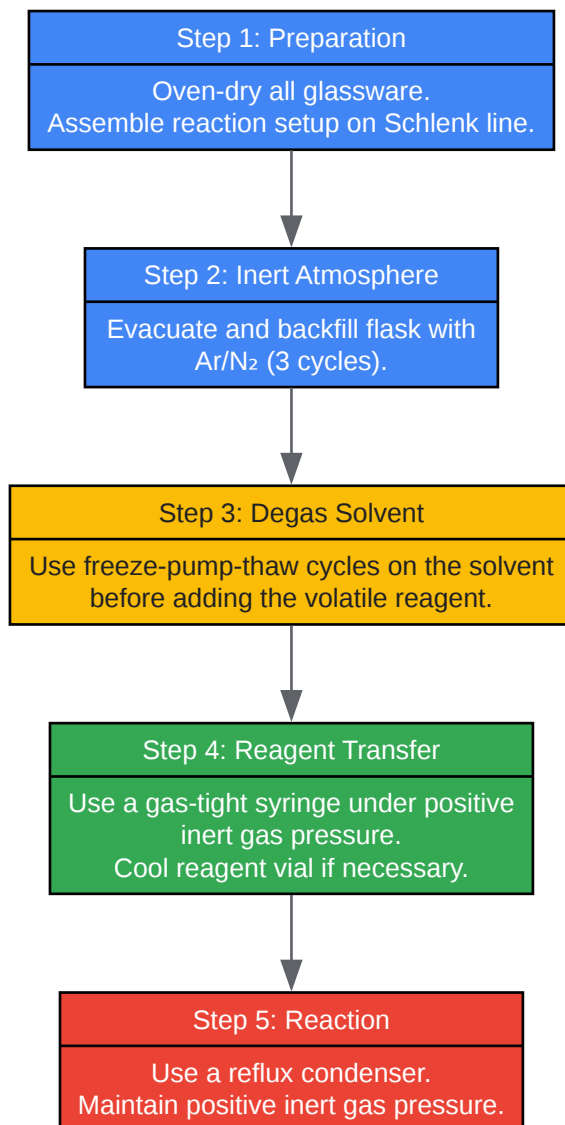 Step 1: Preparation
Oven-dry all glassware.
Assemble reaction setup on Schlenk line.
Step 2: Inert Atmosphere
Evacuate and backfill flask with
Ar/N₂ (3 cycles).
Step 3: Degas Solvent
Use freeze-pump-thaw cycles on the solvent
before adding the volatile reagent.
Step 4: Reagent Transfer
Use a gas-tight syringe under positive
inert gas pressure.
Cool reagent vial if necessary.
Step 5: Reaction
Use a reflux condenser.
Maintain positive inert gas pressure.